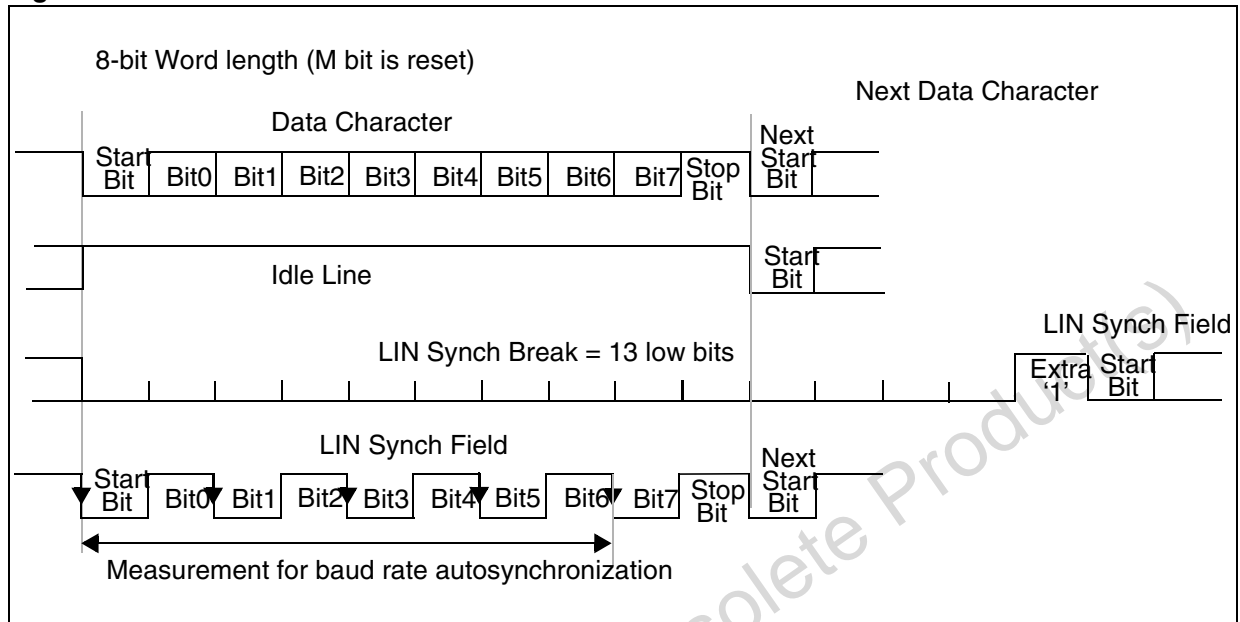 8-bit Word length (M bit is reset)
Next Data Character
Data Character
Start Bit Bit0 Bit1 Bit2 Bit3 Bit4 Bit5 Bit6 Bit7 Stop Bit Next Start Bit
Idle Line
Start Bit
LIN Synch Field
LIN Synch Break = 13 low bits
Extra '1' Start Bit
LIN Synch Field
Start Bit Bit0 Bit1 Bit2 Bit3 Bit4 Bit5 Bit6 Bit7 Stop Bit Next Start Bit
Measurement for baud rate autosynchronization